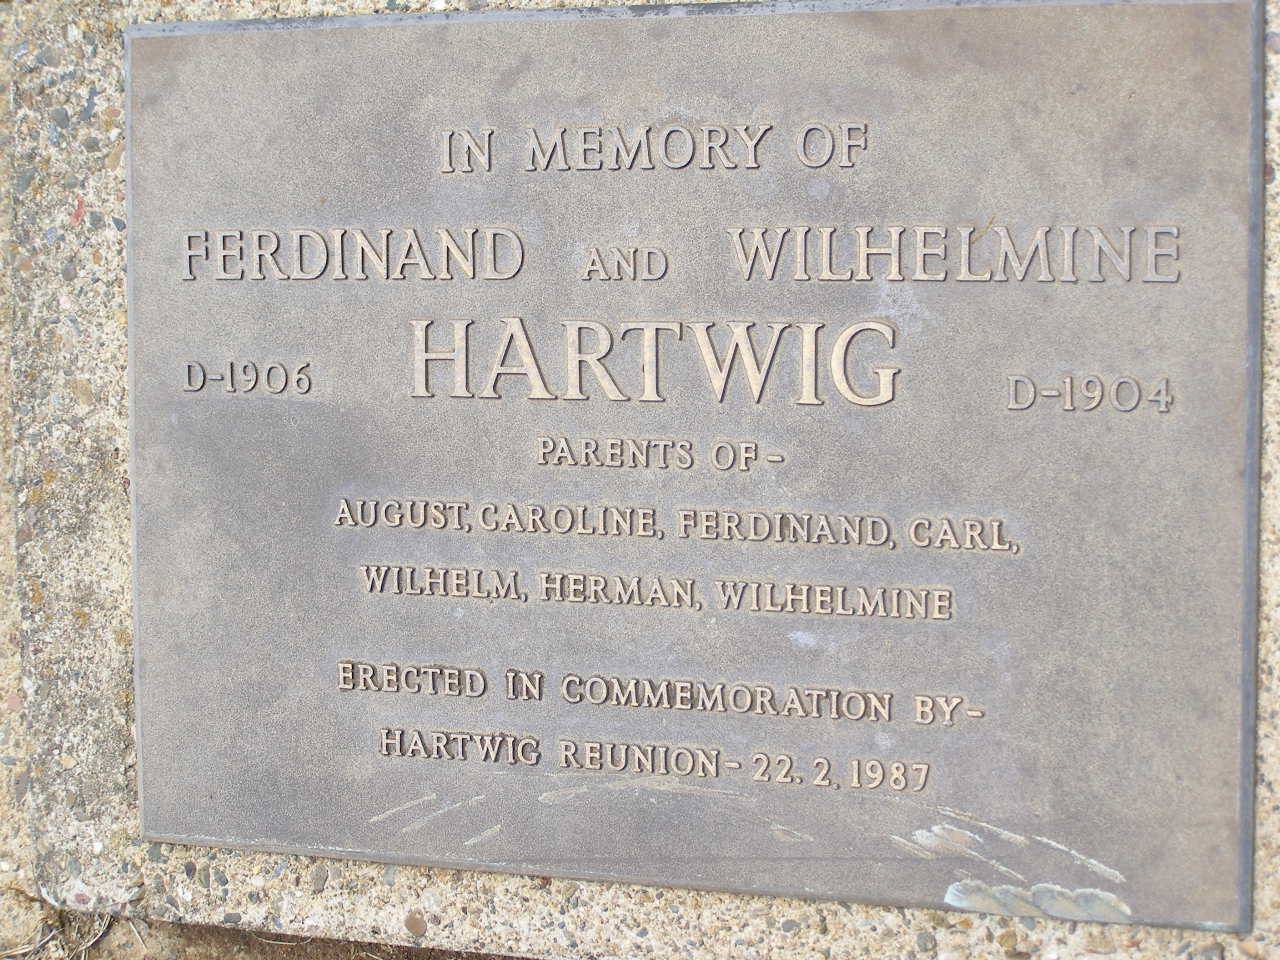 IN MEMORY OF
FERDINAND AND WILHELMINE
D-1906 HARTWIG D-1904
PARENTS OF-
AUGUST, CAROLINE, FERDINAND, CARL,
WILHELM, HERMAN, WILHELMINE
ERECTED IN COMMEMORATION BY-
HARTWIG REUNION - 22.2.1987